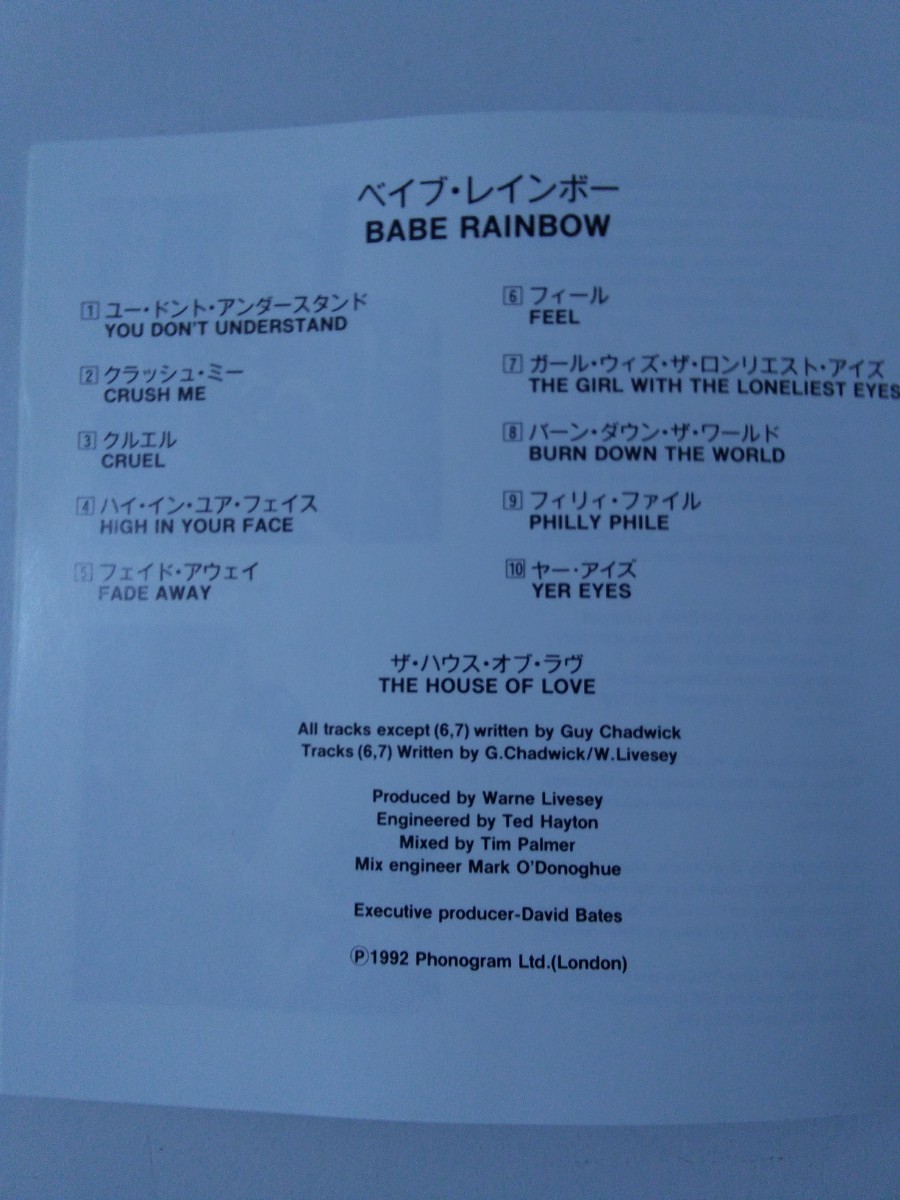 ベイブ・レインボー
BABE RAINBOW
1 ユー・ドント・アンダースタンド
YOU DON'T UNDERSTAND
2 クラッシュ・ミー
CRUSH ME
3 クルエル
CRUEL
4 ハイ・イン・ユア・フェイス
HIGH IN YOUR FACE
5 フェイド・アウェイ
FADE AWAY
6 フィール
FEEL
7 ガール・ウィズ・ザ・ロンリエスト・アイズ
THE GIRL WITH THE LONELIEST EYES
8 バーン・ダウン・ザ・ワールド
BURN DOWN THE WORLD
9 フィリィ・ファイル
PHILLY PHILE
10 ヤー・アイズ
YER EYES
ザ・ハウス・オブ・ラヴ
THE HOUSE OF LOVE
All tracks except (6,7) written by Guy Chadwick
Tracks (6,7) Written by G.Chadwick/W.Livesey
Produced by Warne Livesey
Engineered by Ted Hayton
Mixed by Tim Palmer
Mix engineer Mark O'Donoghue
Executive producer-David Bates
Ⓟ1992 Phonogram Ltd.(London)